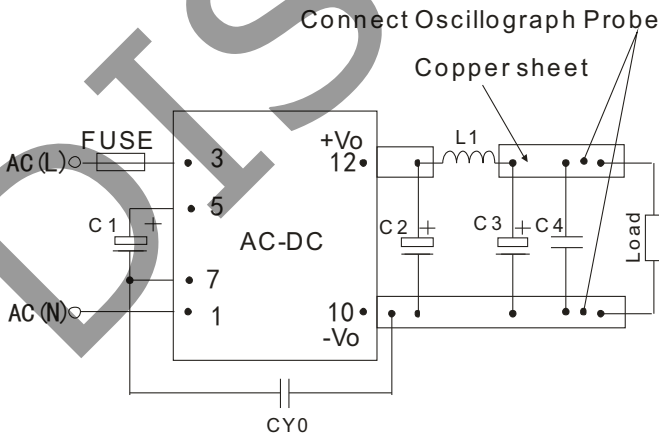 Connect Oscillograph Probe
Copper sheet
FUSE
AC(L)
3
+Vo
12
L1
5
C1
+
AC-DC
C2
+
C3
+
C4
Load
7
AC(N)
1
10
-Vo
CY0
DIS